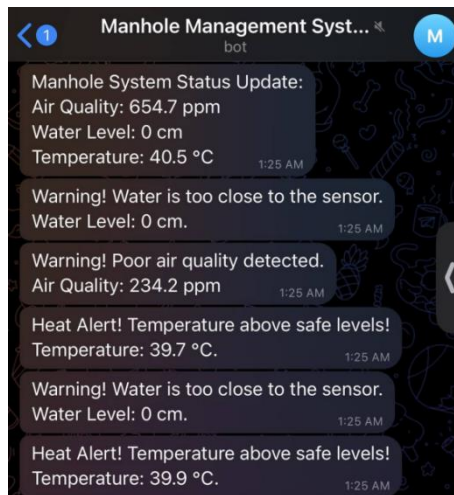 1
Manhole Management Syst...
bot
M
Manhole System Status Update:
Air Quality: 654.7 ppm
Water Level: 0 cm
Temperature: 40.5 °C
1:25 AM
Warning! Water is too close to the sensor.
Water Level: 0 cm.
1:25 AM
Warning! Poor air quality detected.
Air Quality: 234.2 ppm
1:25 AM
Heat Alert! Temperature above safe levels!
Temperature: 39.7 °C.
1:25 AM
Warning! Water is too close to the sensor.
Water Level: 0 cm.
1:25 AM
Heat Alert! Temperature above safe levels!
Temperature: 39.9 °C.
1:25 AM